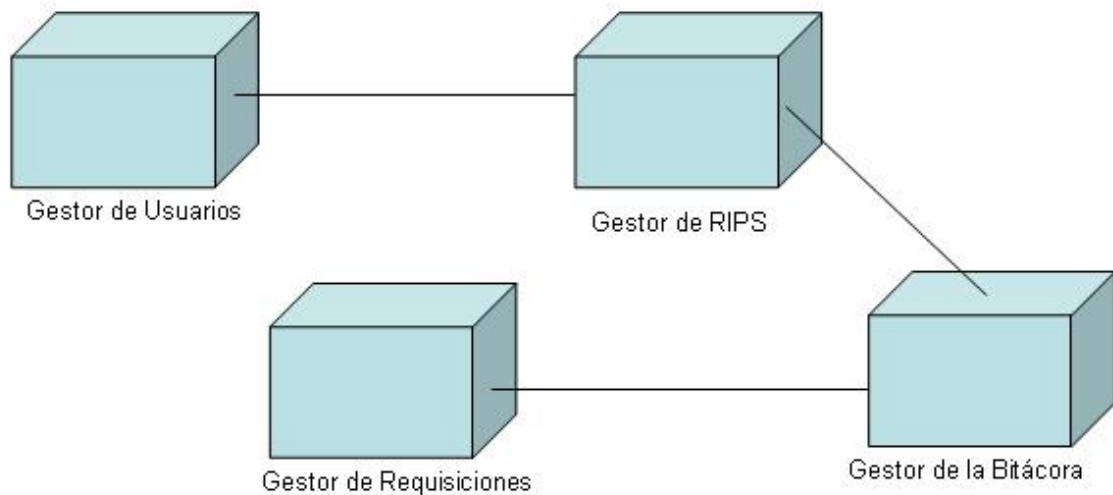 Gestor de Usuarios
Gestor de RIPS
Gestor de Requisiciones
Gestor de la Bitácora